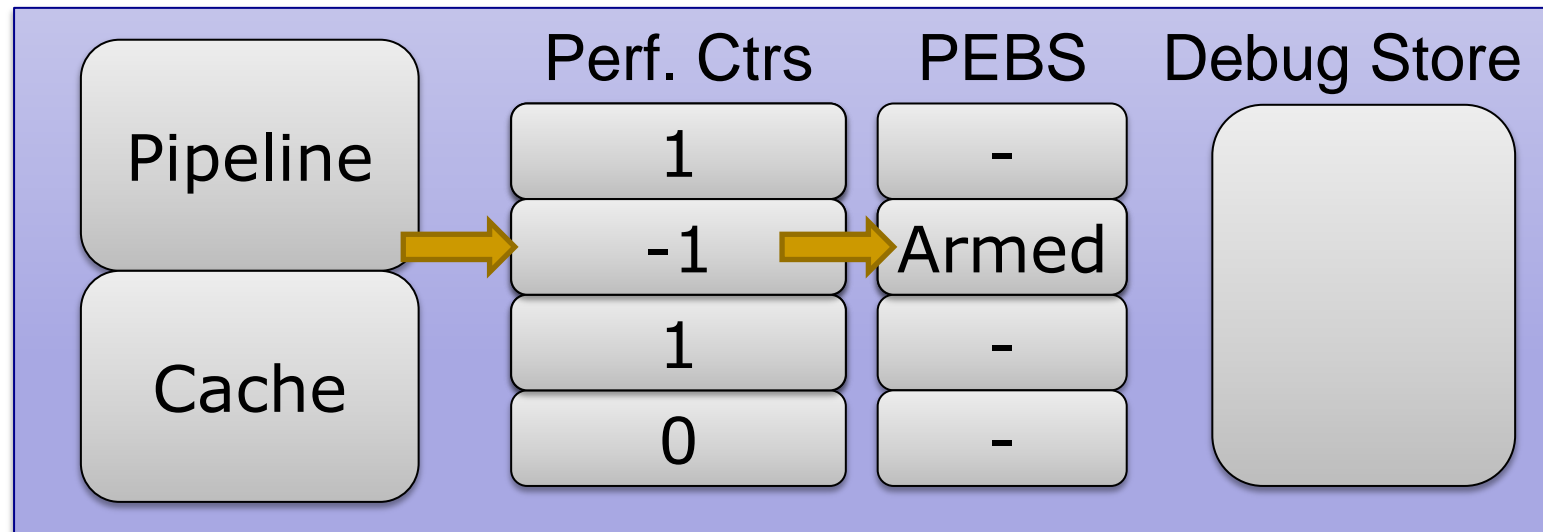 Perf. Ctrs PEBS Debug Store
Pipeline
Cache
1 -
-1 Armed
1 -
0 -